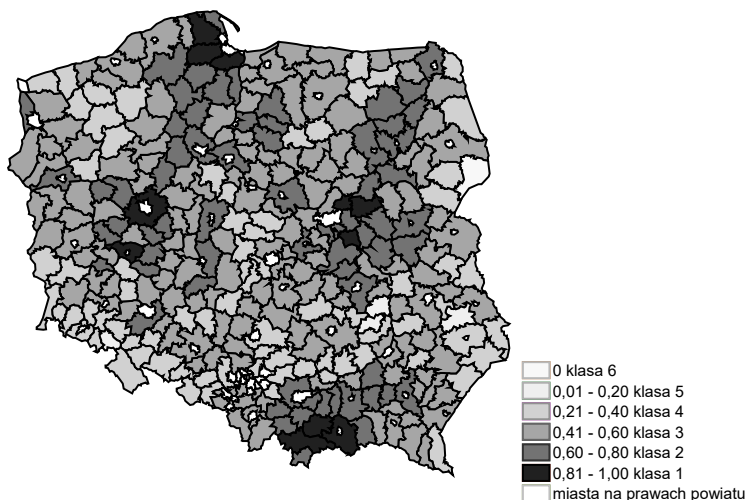 0 klasa 6
0,01 - 0,20 klasa 5
0,21 - 0,40 klasa 4
0,41 - 0,60 klasa 3
0,60 - 0,80 klasa 2
0,81 - 1,00 klasa 1
miasta na prawach powiatu